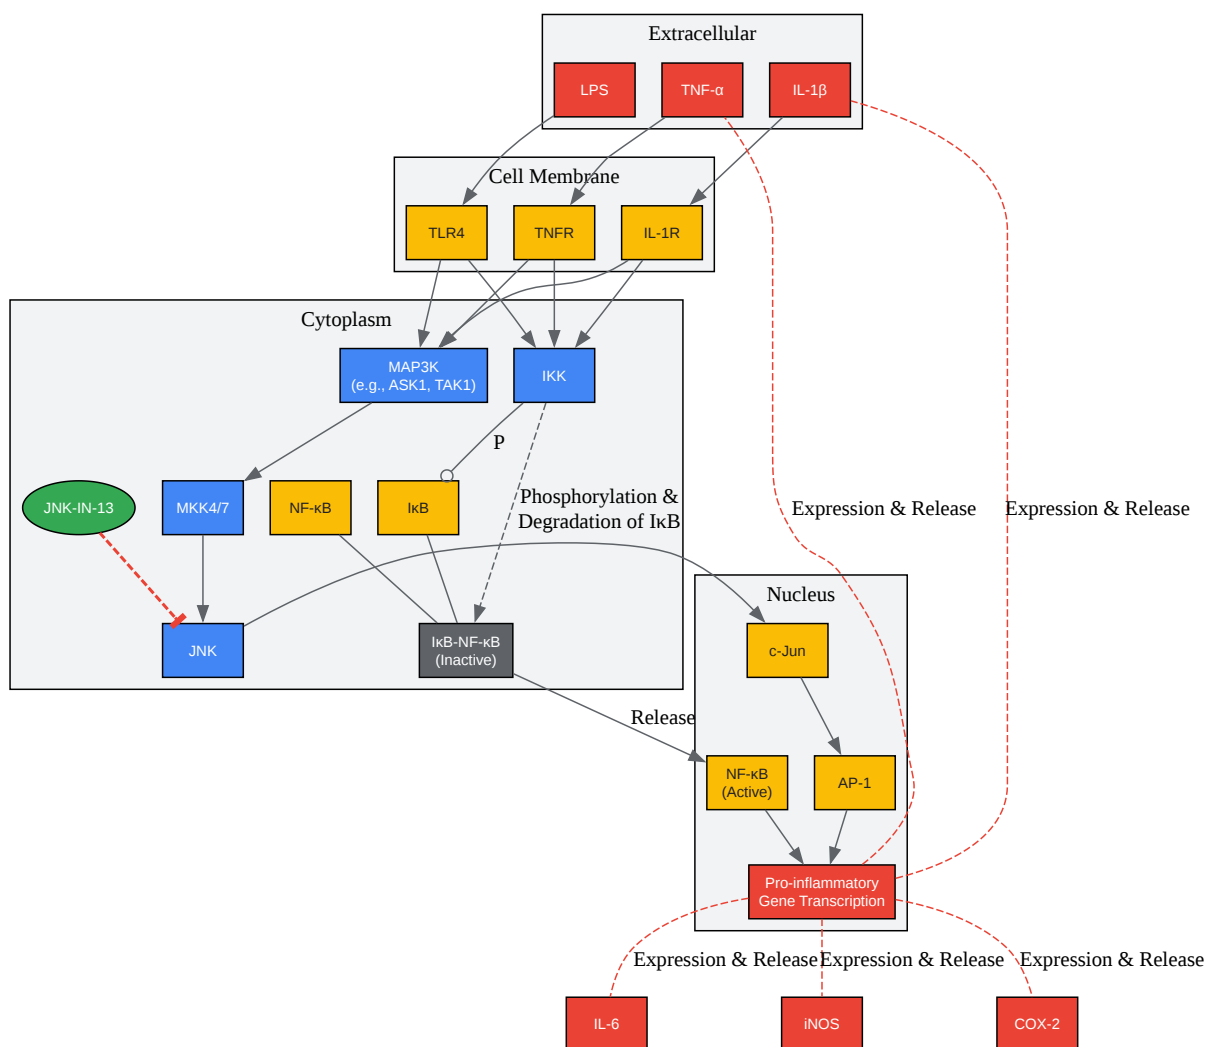 Extracellular
LPS
TNF-α
IL-1β
Cell Membrane
TLR4
TNFR
IL-1R
Cytoplasm
MAP3K
(e.g., ASK1, TAK1)
IKK
P
JNK-IN-13
MKK4/7
NF-κB
IκB
Phosphorylation &
Degradation of IκB
Expression & Release
Expression & Release
Nucleus
JNK
IκB-NF-κB
(Inactive)
c-Jun
Release
NF-κB
(Active)
AP-1
Pro-inflammatory
Gene Transcription
Expression & Release
Expression & Release
Expression & Release
IL-6
iNOS
COX-2